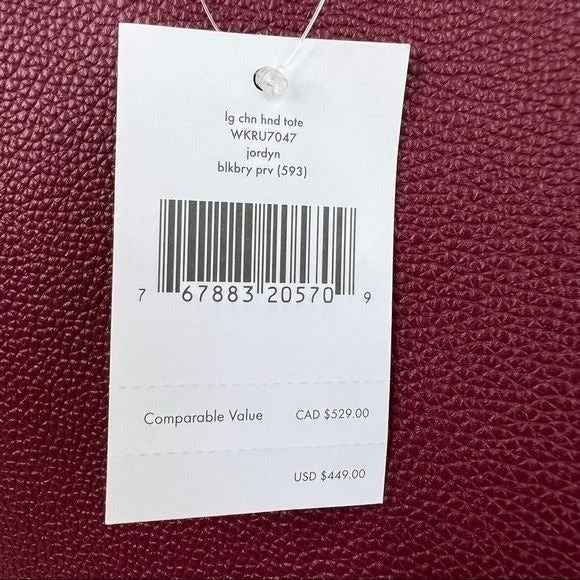 lg chn hnd tote
WKRU7047
jordyn
blkbry prv (593)
7 67883 20570 9
Comparable Value CAD $529.00
USD $449.00